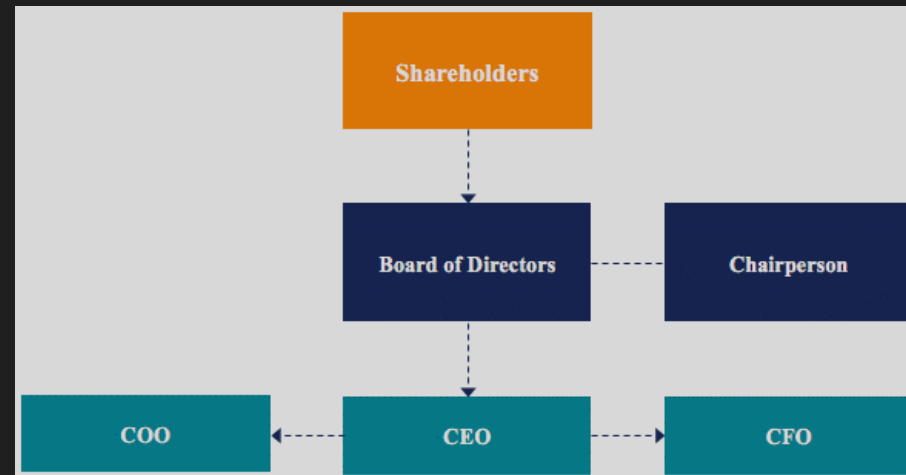 Shareholders
Board of Directors
Chairperson
COO
CEO
CFO